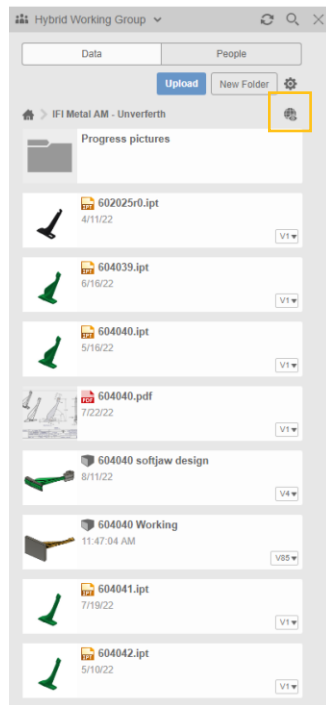 Hybrid Working Group
Data People
Upload New Folder
IFI Metal AM - Unverferth
Progress pictures
602025r0.ipt
4/11/22
V1
604039.ipt
6/16/22
V1
604040.ipt
5/16/22
V1
604040.pdf
7/22/22
V1
604040 softjaw design
8/11/22
V4
604040 Working
11:47:04 AM
V85
604041.ipt
7/19/22
V1
604042.ipt
5/10/22
V1